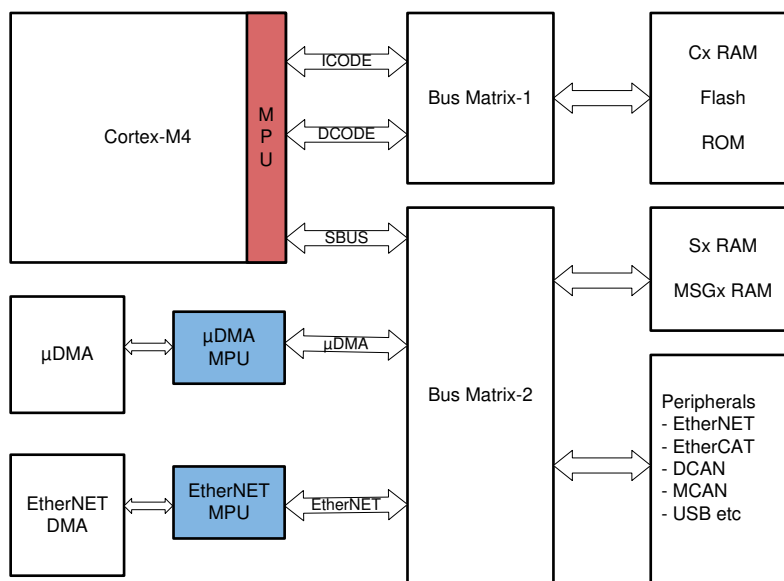 Cortex-M4
M
P
U
ICODE
DCODE
SBUS
Bus Matrix-1
Cx RAM
Flash
ROM
Sx RAM
MSGx RAM
µDMA
µDMA
MPU
µDMA
Bus Matrix-2
EtherNET
DMA
EtherNET
MPU
EtherNET
Peripherals
- EtherNET
- EtherCAT
- DCAN
- MCAN
- USB etc